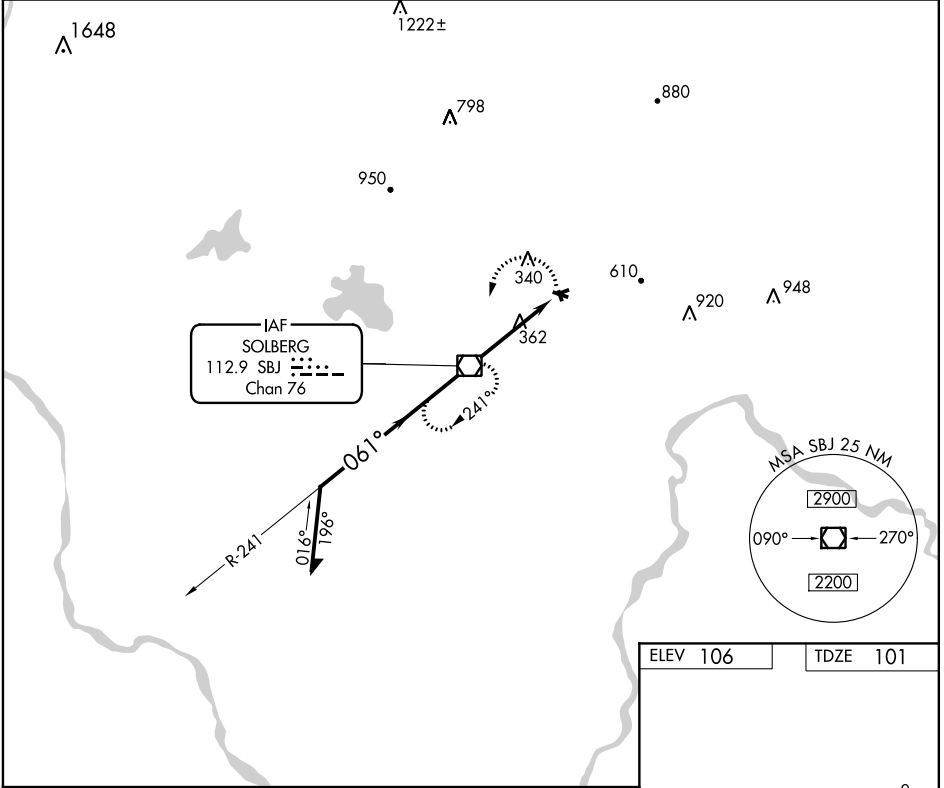 1648
1222±
798
880
950
340
610
920
948
362
IAF
SOLBERG
112.9 SBJ
Chan 76
241°
061°
R-241
016°
196°
MSA SBJ 25 NM
2900
090°
270°
2200
ELEV 106
TDZE 101